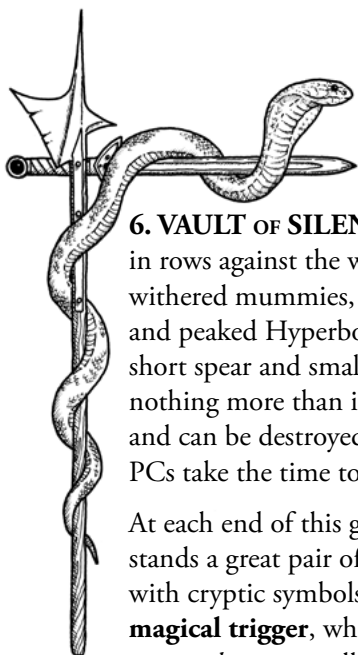 6. VAULT OF SILEN
in rows against the w
withered mummies,
and peaked Hyperbo
short spear and smal
nothing more than i
and can be destroyed
PCs take the time to
At each end of this g
stands a great pair of
with cryptic symbols
magical trigger, wh